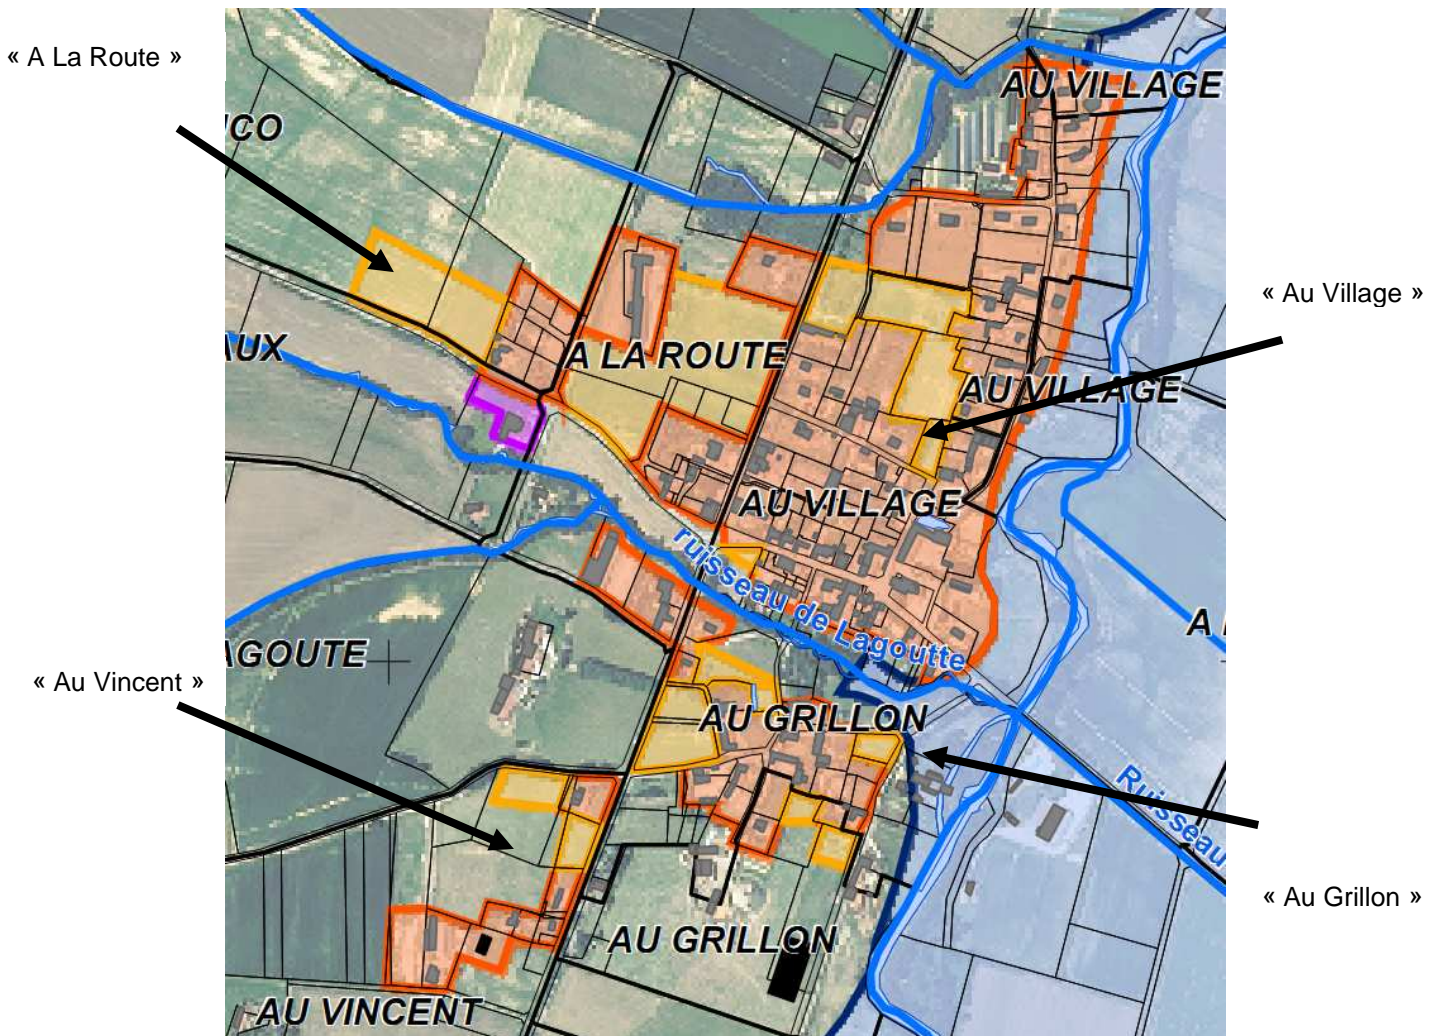 « A La Route »
AU VILLAGE
ICO
« Au Village »
AUX
A LA ROUTE
AU VILLAGE
AU VILLAGE
ruisseau de Lagoutte
A
AGOUTE
« Au Vincent »
AU GRILLON
Ruisseau
« Au Grillon »
AU GRILLON
AU VINCENT